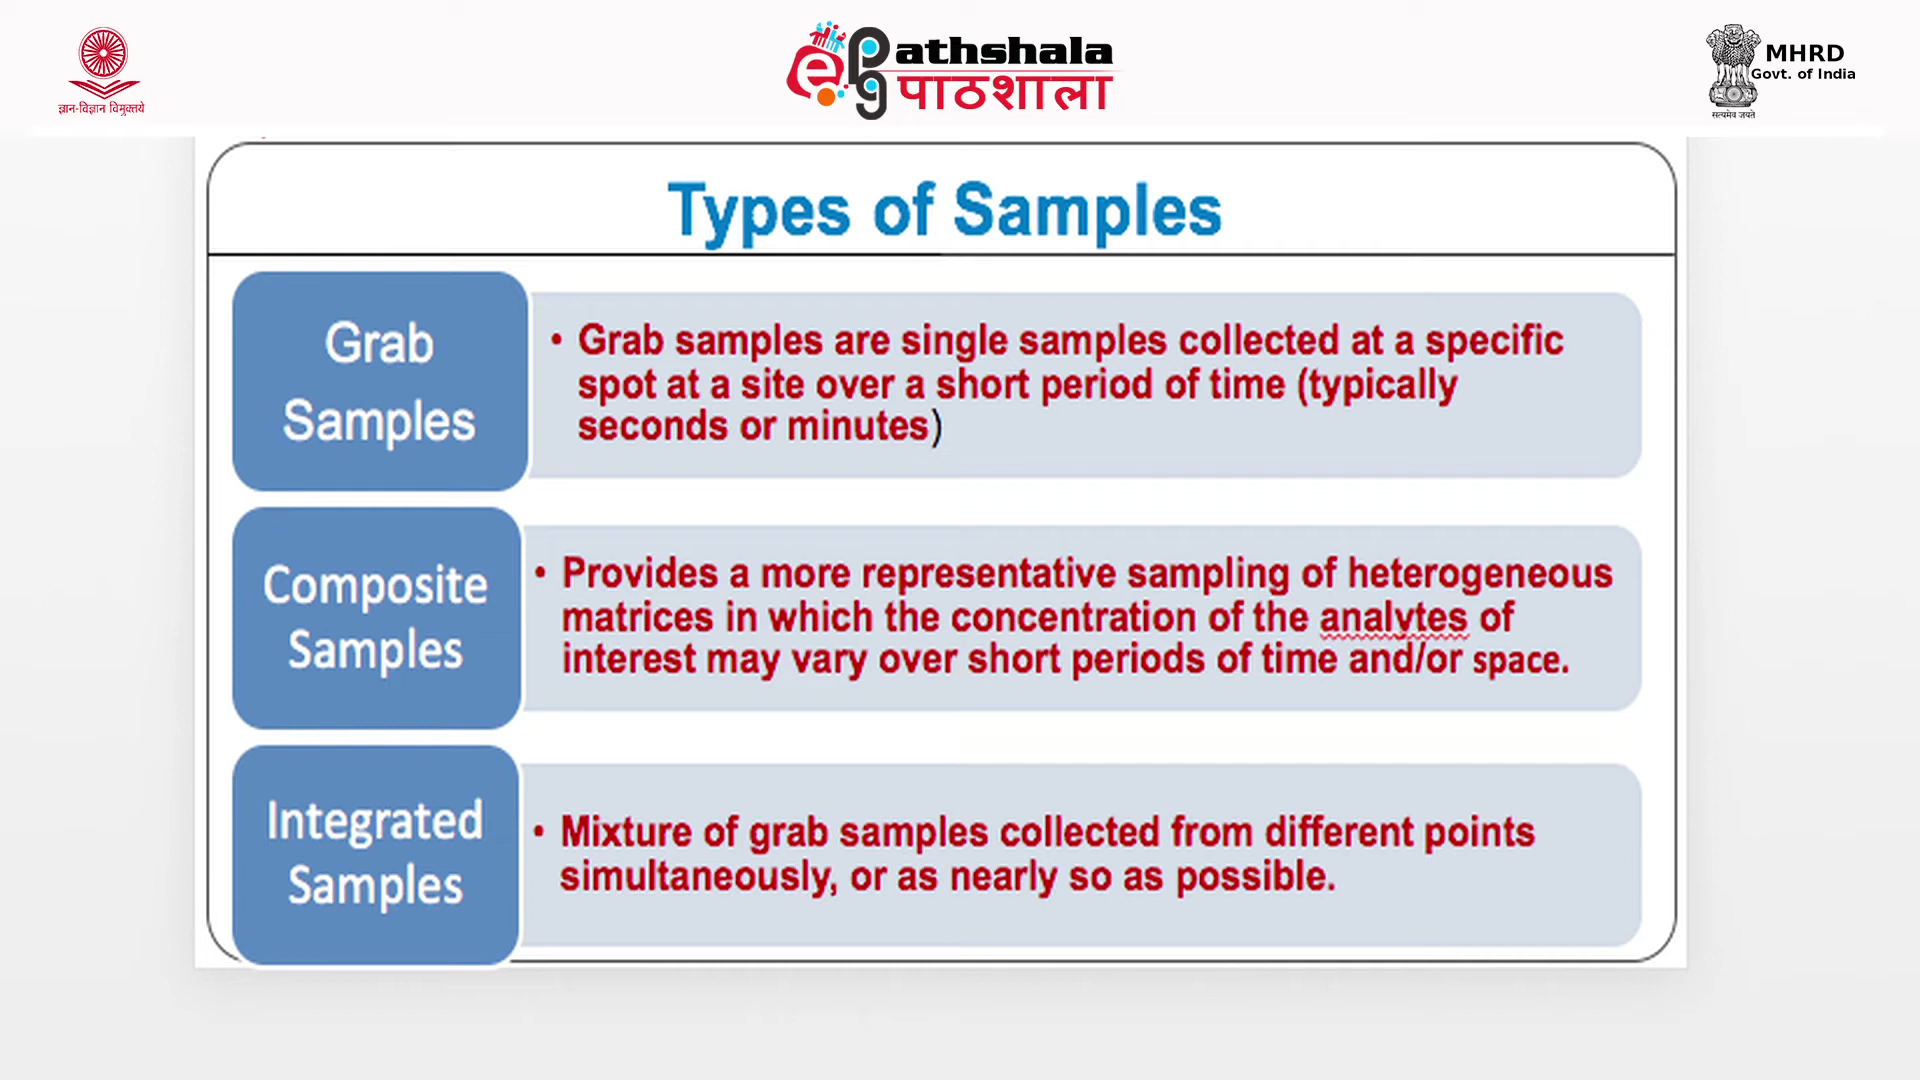 ज्ञान-विज्ञान विमुक्तये
athshala
पाठशाला
MHRD
Govt. of India
सत्यमेव जयते
Types of Samples
Grab
Samples
• Grab samples are single samples collected at a specific
spot at a site over a short period of time (typically
seconds or minutes)
Composite
Samples
• Provides a more representative sampling of heterogeneous
matrices in which the concentration of the analytes of
interest may vary over short periods of time and/or space.
Integrated
Samples
• Mixture of grab samples collected from different points
simultaneously, or as nearly so as possible.